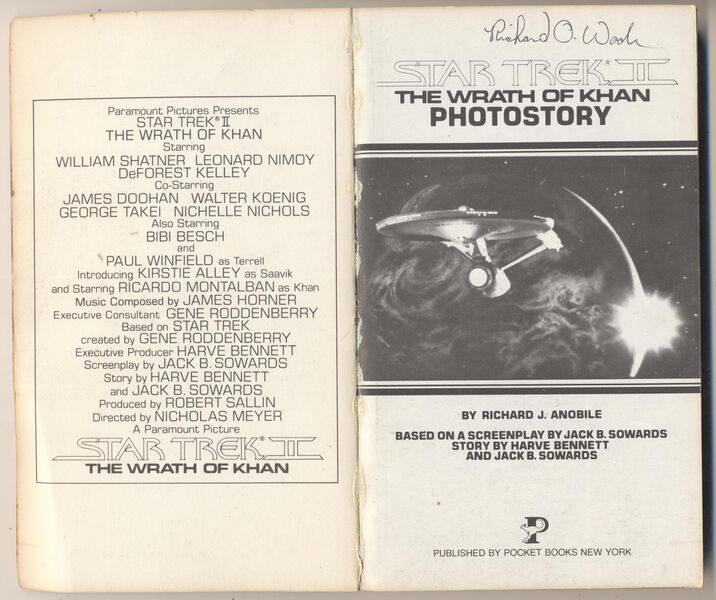 Paramount Pictures Presents
STAR TREK® II
THE WRATH OF KHAN
Starring
WILLIAM SHATNER LEONARD NIMOY
DeFOREST KELLEY
Co-Starring
JAMES DOOHAN WALTER KOENIG
GEORGE TAKEI NICHELLE NICHOLS
Also Starring
BIBI BESCH
and
PAUL WINFIELD as Terrell
Introducing KIRSTIE ALLEY as Saavik
and Starring RICARDO MONTALBAN as Khan
Music Composed by JAMES HORNER
Executive Consultant GENE RODDENBERRY
Based on STAR TREK
created by GENE RODDENBERRY
Executive Producer HARVE BENNETT
Screenplay by JACK B. SOWARDS
Story by HARVE BENNETT
and JACK B. SOWARDS
Produced by ROBERT SALLIN
Directed by NICHOLAS MEYER
A Paramount Picture
STAR TREK® II
THE WRATH OF KHAN
Richard O.
STAR TREK® II
THE WRATH OF KHAN
PHOTOSTORY
BY RICHARD J. ANOBILE
BASED ON A SCREENPLAY BY JACK B. SOWARDS
STORY BY HARVE BENNETT
AND JACK B. SOWARDS
P
PUBLISHED BY POCKET BOOKS NEW YORK